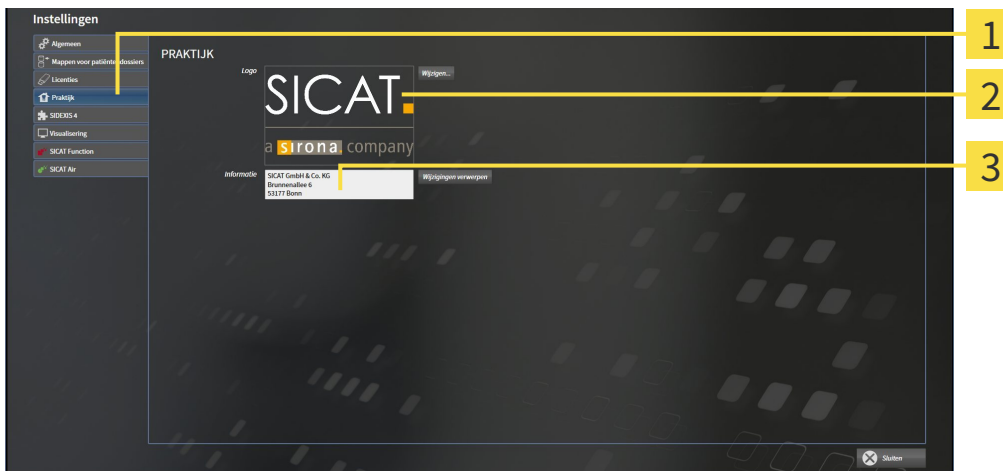 Instellingen
Algemeen
Mappen voor patiëntendossiers
Licenties
Praktijk
SIDEXIS 4
Visualisering
SICAT Function
SICAT Air
PRAKTIJK
Logo
SICAT.
a sirona. company
Wijzigen...
Informatie
SICAT GmbH & Co. KG
Brunnenallee 6
53177 Bonn
Wijzigingen verwerpen
Sluiten
1
2
3